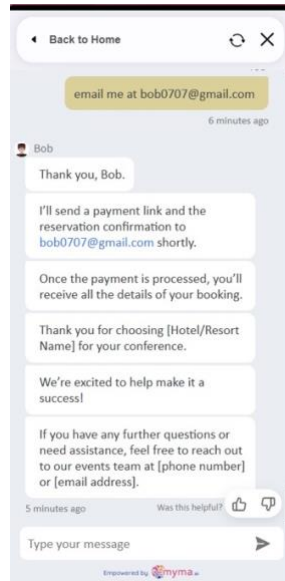 Back to Home
email me at bob0707@gmail.com
6 minutes ago
Bob
Thank you, Bob.
I'll send a payment link and the
reservation confirmation to
bob0707@gmail.com shortly.
Once the payment is processed, you'll
receive all the details of your booking.
Thank you for choosing [Hotel/Resort
Name] for your conference.
We're excited to help make it a
success!
If you have any further questions or
need assistance, feel free to reach out
to our events team at [phone number]
or [email address].
5 minutes ago
Was this helpful?
Type your message
Empowered by myma